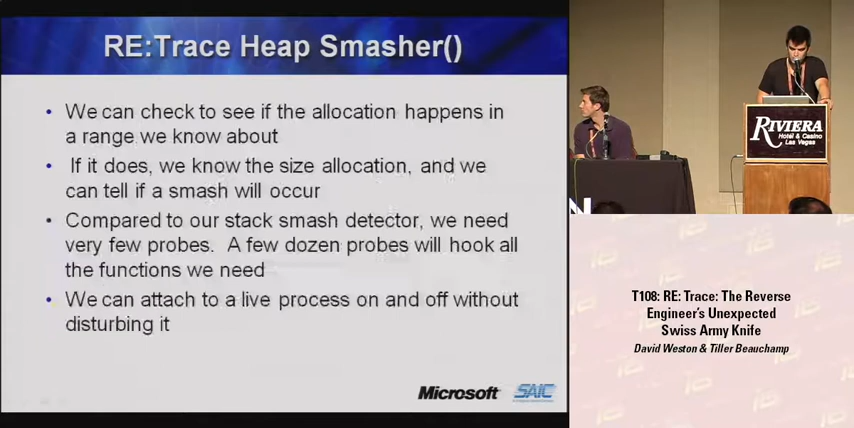 RE:Trace Heap Smasher()
• We can check to see if the allocation happens in
a range we know about
• If it does, we know the size allocation, and we
can tell if a smash will occur
• Compared to our stack smash detector, we need
very few probes. A few dozen probes will hook all
the functions we need
• We can attach to a live process on and off without
disturbing it
Microsoft
SAIC
RIVIERA
Hotel & Casino
Las Vegas
N
T108: RE: Trace: The Reverse
Engineer's Unexpected
Swiss Army Knife
David Weston & Tiller Beauchamp